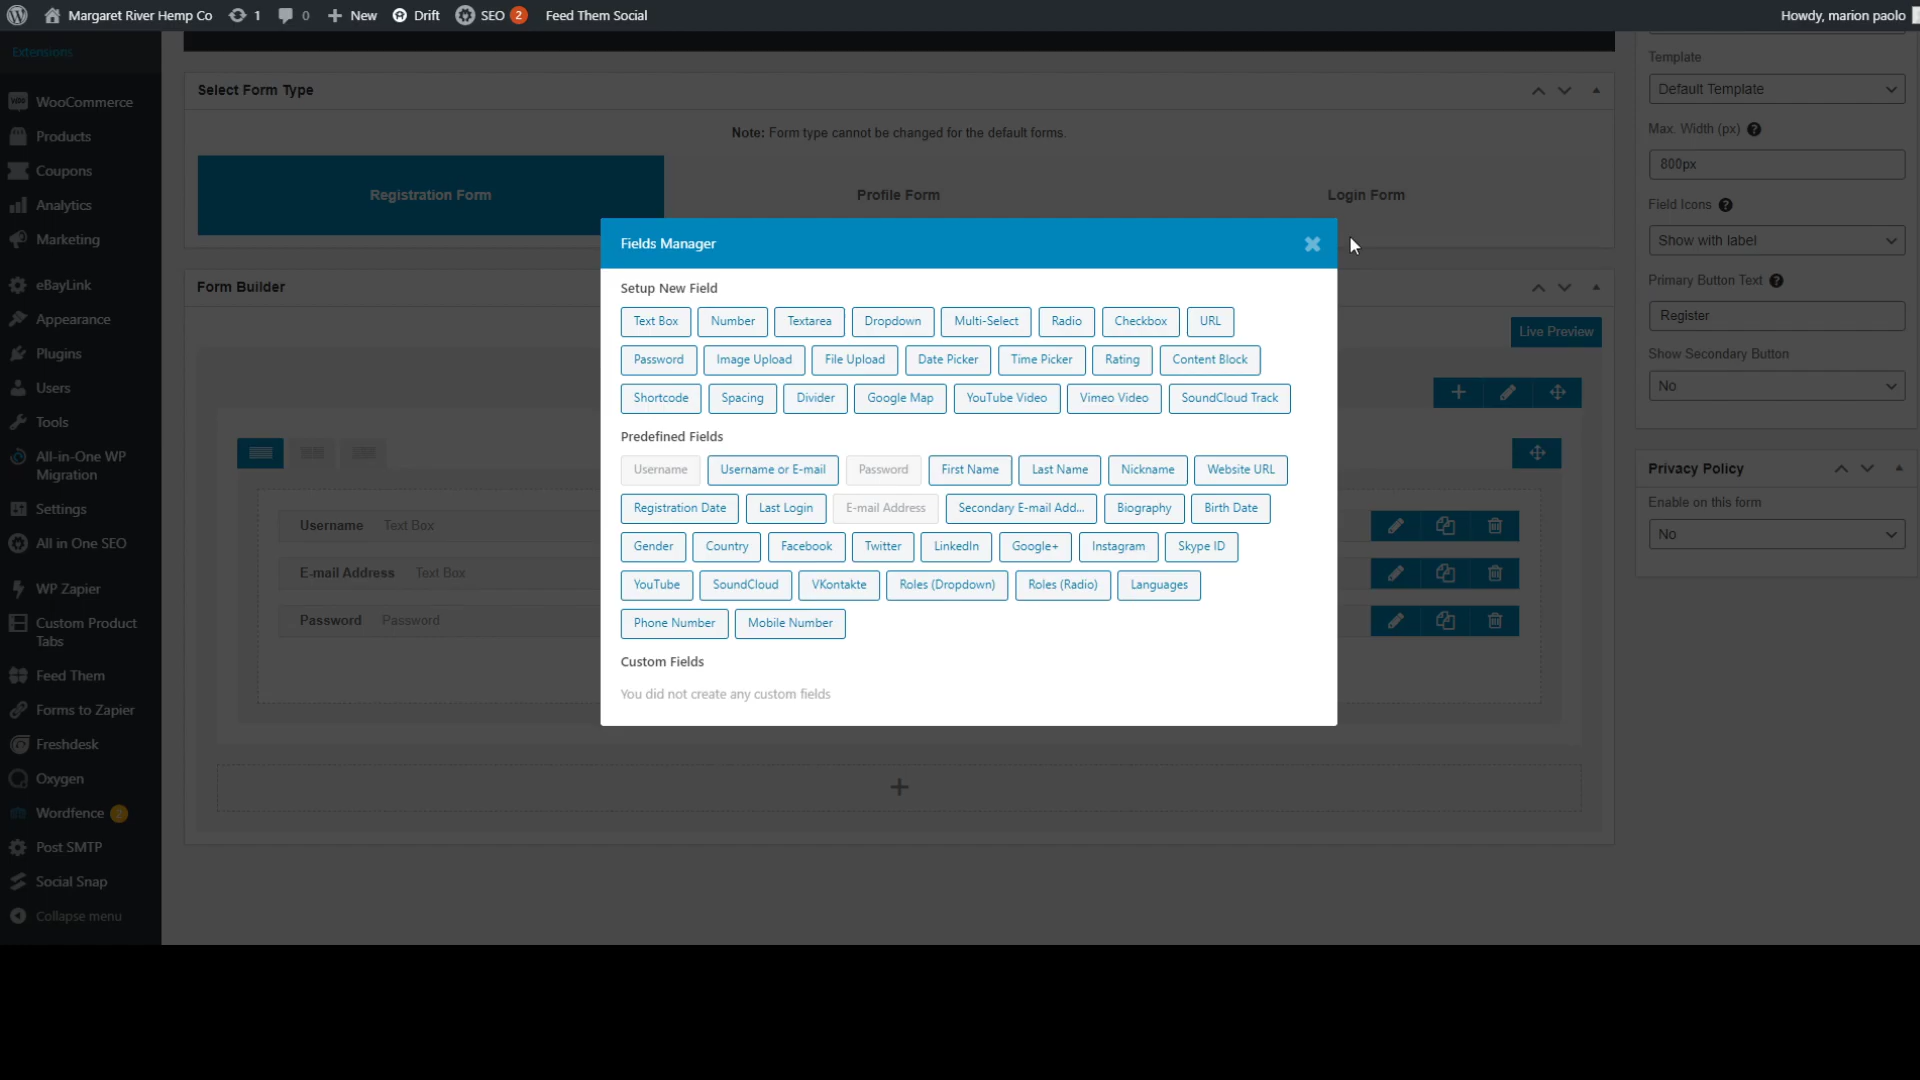 Margaret River Hemp Co 1 0 New Drift SEO 2 Feed Them Social Howdy, marion paolo
Extensions
WooCommerce
Products
Coupons
Analytics
Marketing
eBayLink
Appearance
Plugins
Users
Tools
All-in-One WP
Migration
Settings
All in One SEO
WP Zapier
Custom Product
Tabs
Feed Them
Forms to Zapier
Freshdesk
Oxygen
Wordfence 2
Post SMTP
Social Snap
Collapse menu
Select Form Type
Note: Form type cannot be changed for the default forms.
Registration Form Profile Form Login Form
Form Builder
Live Preview
Username Text Box
E-mail Address Text Box
Password Password
Fields Manager
Setup New Field
Text Box Number Textarea Dropdown Multi-Select Radio Checkbox URL
Password Image Upload File Upload Date Picker Time Picker Rating Content Block
Shortcode Spacing Divider Google Map YouTube Video Vimeo Video SoundCloud Track
Predefined Fields
Username Username or E-mail Password First Name Last Name Nickname Website URL
Registration Date Last Login E-mail Address Secondary E-mail Add... Biography Birth Date
Gender Country Facebook Twitter LinkedIn Google+ Instagram Skype ID
YouTube SoundCloud VKontakte Roles (Dropdown) Roles (Radio) Languages
Phone Number Mobile Number
Custom Fields
You did not create any custom fields
Template
Default Template
Max. Width (px)
800px
Field Icons
Show with label
Primary Button Text
Register
Show Secondary Button
No
Privacy Policy
Enable on this form
No